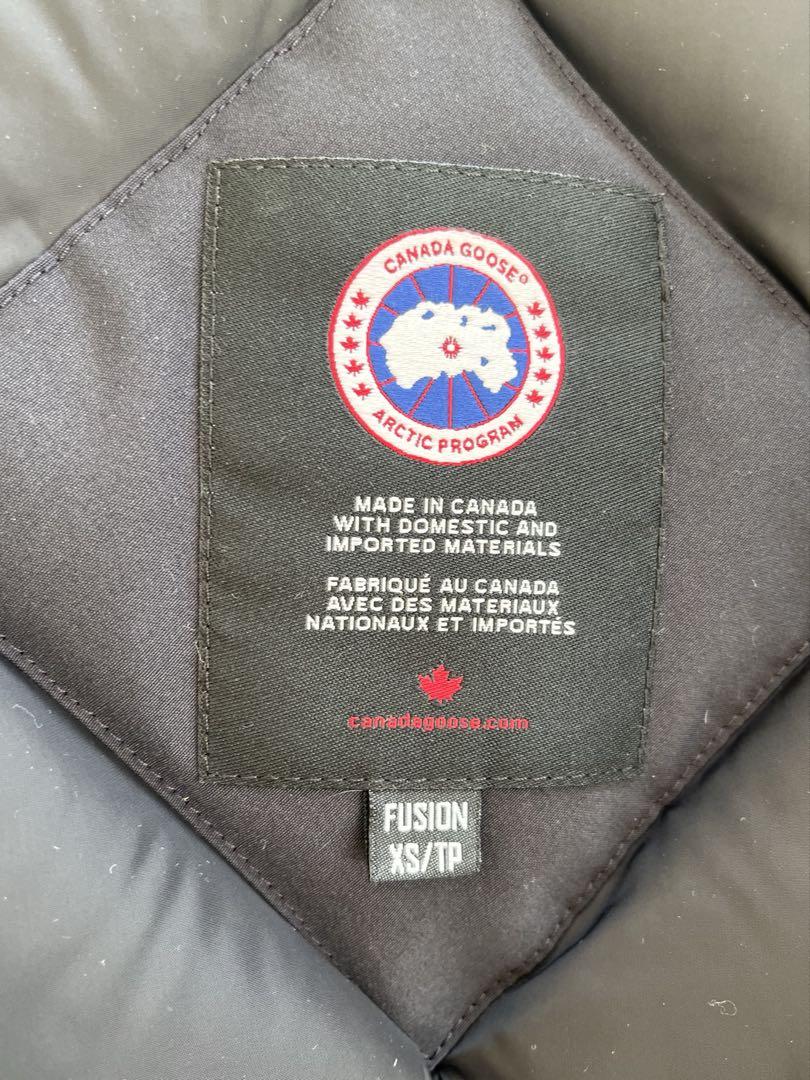 CANADA GOOSE®
ARCTIC PROGRAM
MADE IN CANADA
WITH DOMESTIC AND
IMPORTED MATERIALS
FABRIQUÉ AU CANADA
AVEC DES MATERIAUX
NATIONAUX ET IMPORTÉS
canadagoose.com
FUSION
XS/TP